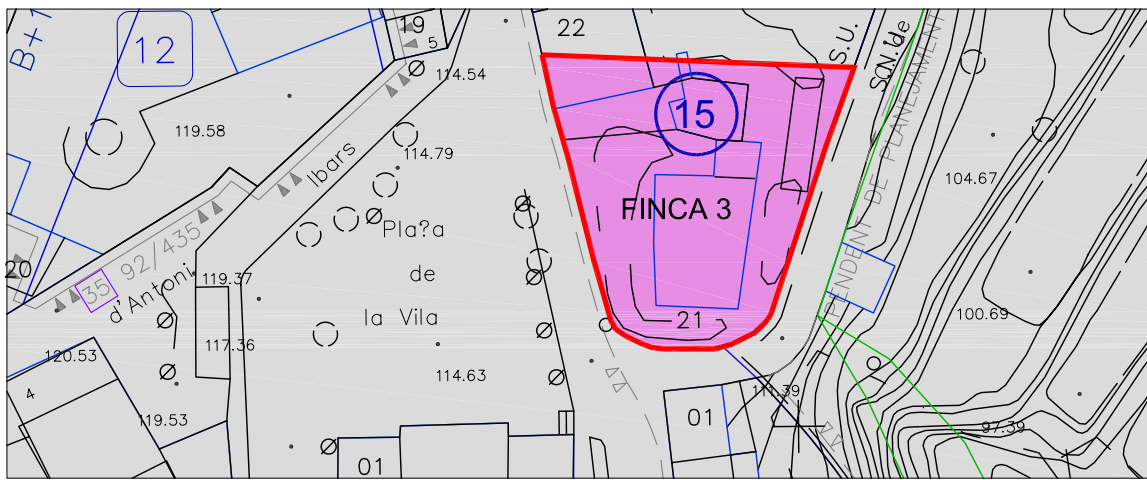 B+1
12
19
5
22
S.U.
S.N.U. de
PENDENT DE PLANEJAMENT
114.54
119.58
114.79
Ibars
15
104.67
FINCA 3
Pla?a
de
la Vila
20
35
92/435
d'Antoni
119.37
117.36
21
100.69
120.53
114.63
4
111.39
119.53
01
01
97.39